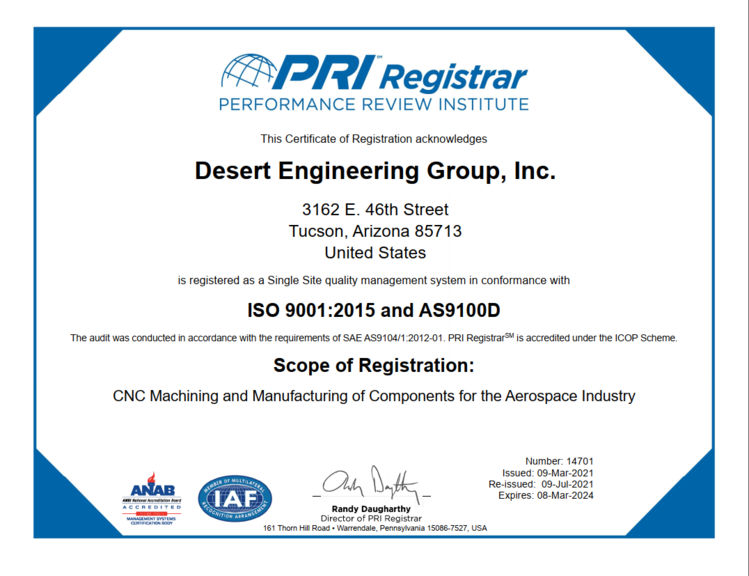 PRI™ Registrar
PERFORMANCE REVIEW INSTITUTE
This Certificate of Registration acknowledges
Desert Engineering Group, Inc.
3162 E. 46th Street
Tucson, Arizona 85713
United States
is registered as a Single Site quality management system in conformance with
ISO 9001:2015 and AS9100D
The audit was conducted in accordance with the requirements of SAE AS9104/1:2012-01. PRI Registrar℠ is accredited under the ICOP Scheme.
Scope of Registration:
CNC Machining and Manufacturing of Components for the Aerospace Industry
Number: 14701
Issued: 09-Mar-2021
Re-issued: 09-Jul-2021
Expires: 08-Mar-2024
ANAB
ANSI National Accreditation Board
ACCREDITED
MANAGEMENT SYSTEMS
CERTIFICATION BODY
MEMBER OF MULTILATERAL
IAF
RECOGNITION ARRANGEMENT
Randy Daugharthy
Director of PRI Registrar
161 Thorn Hill Road • Warrendale, Pennsylvania 15086-7527, USA